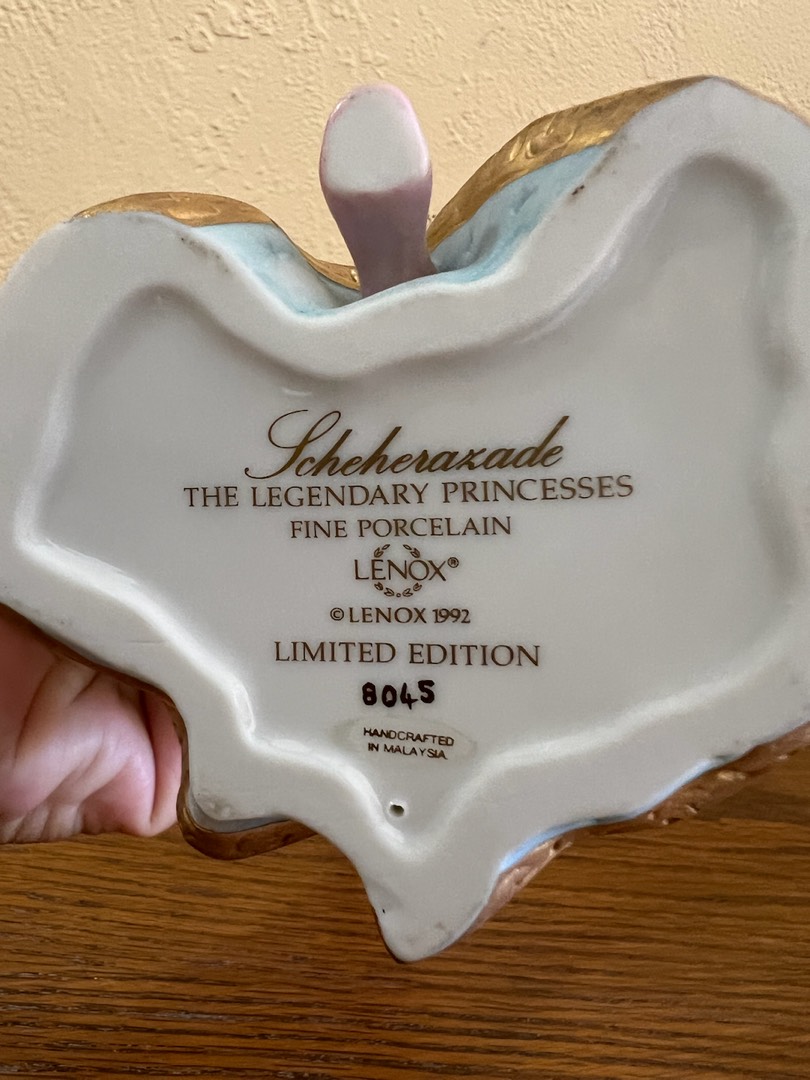 Scheherazade
THE LEGENDARY PRINCESSES
FINE PORCELAIN
LENOX®
© LENOX 1992
LIMITED EDITION
8045
HANDCRAFTED
IN MALAYSIA